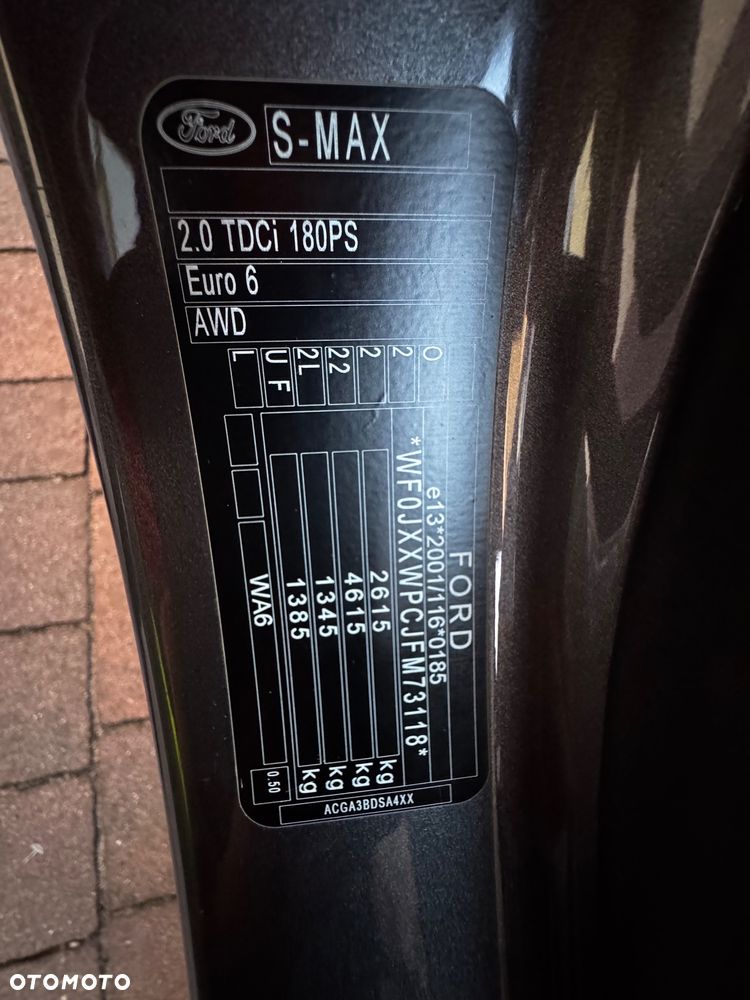 Ford
S-MAX
2.0 TDCi 180PS
Euro 6
AWD
FORD
e13*2001/116*0185
*WF0JXXWPCJFM73118*
2615 kg
4615 kg
1345 kg
1385 kg
WA6
0.50
O
2
2
22
2L
U F
L
ACGA3BDSA4XX
OTOMOTO